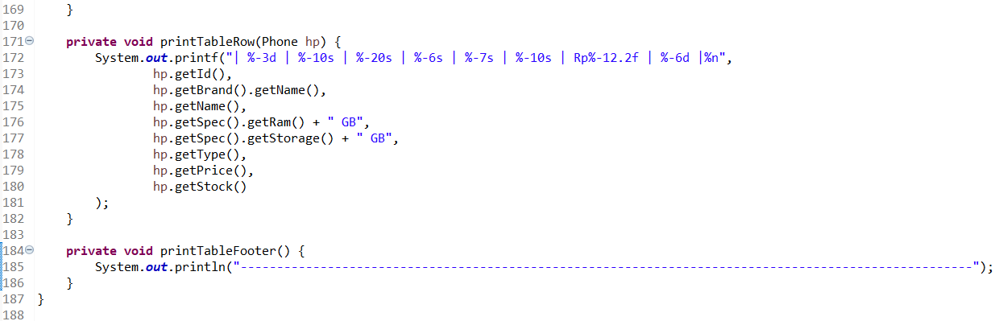 169     }
170
171     private void printTableRow(Phone hp) {
172         System.out.printf("| %-3d | %-10s | %-20s | %-6s | %-7s | %-10s | Rp%-12.2f | %-6d |%n",
173                 hp.getId(),
174                 hp.getBrand().getName(),
175                 hp.getName(),
176                 hp.getSpec().getRam() + " GB",
177                 hp.getSpec().getStorage() + " GB",
178                 hp.getType(),
179                 hp.getPrice(),
180                 hp.getStock()
181         );
182     }
183
184     private void printTableFooter() {
185         System.out.println("-----------------------------------------------------------------------------------------------------");
186     }
187 }
188